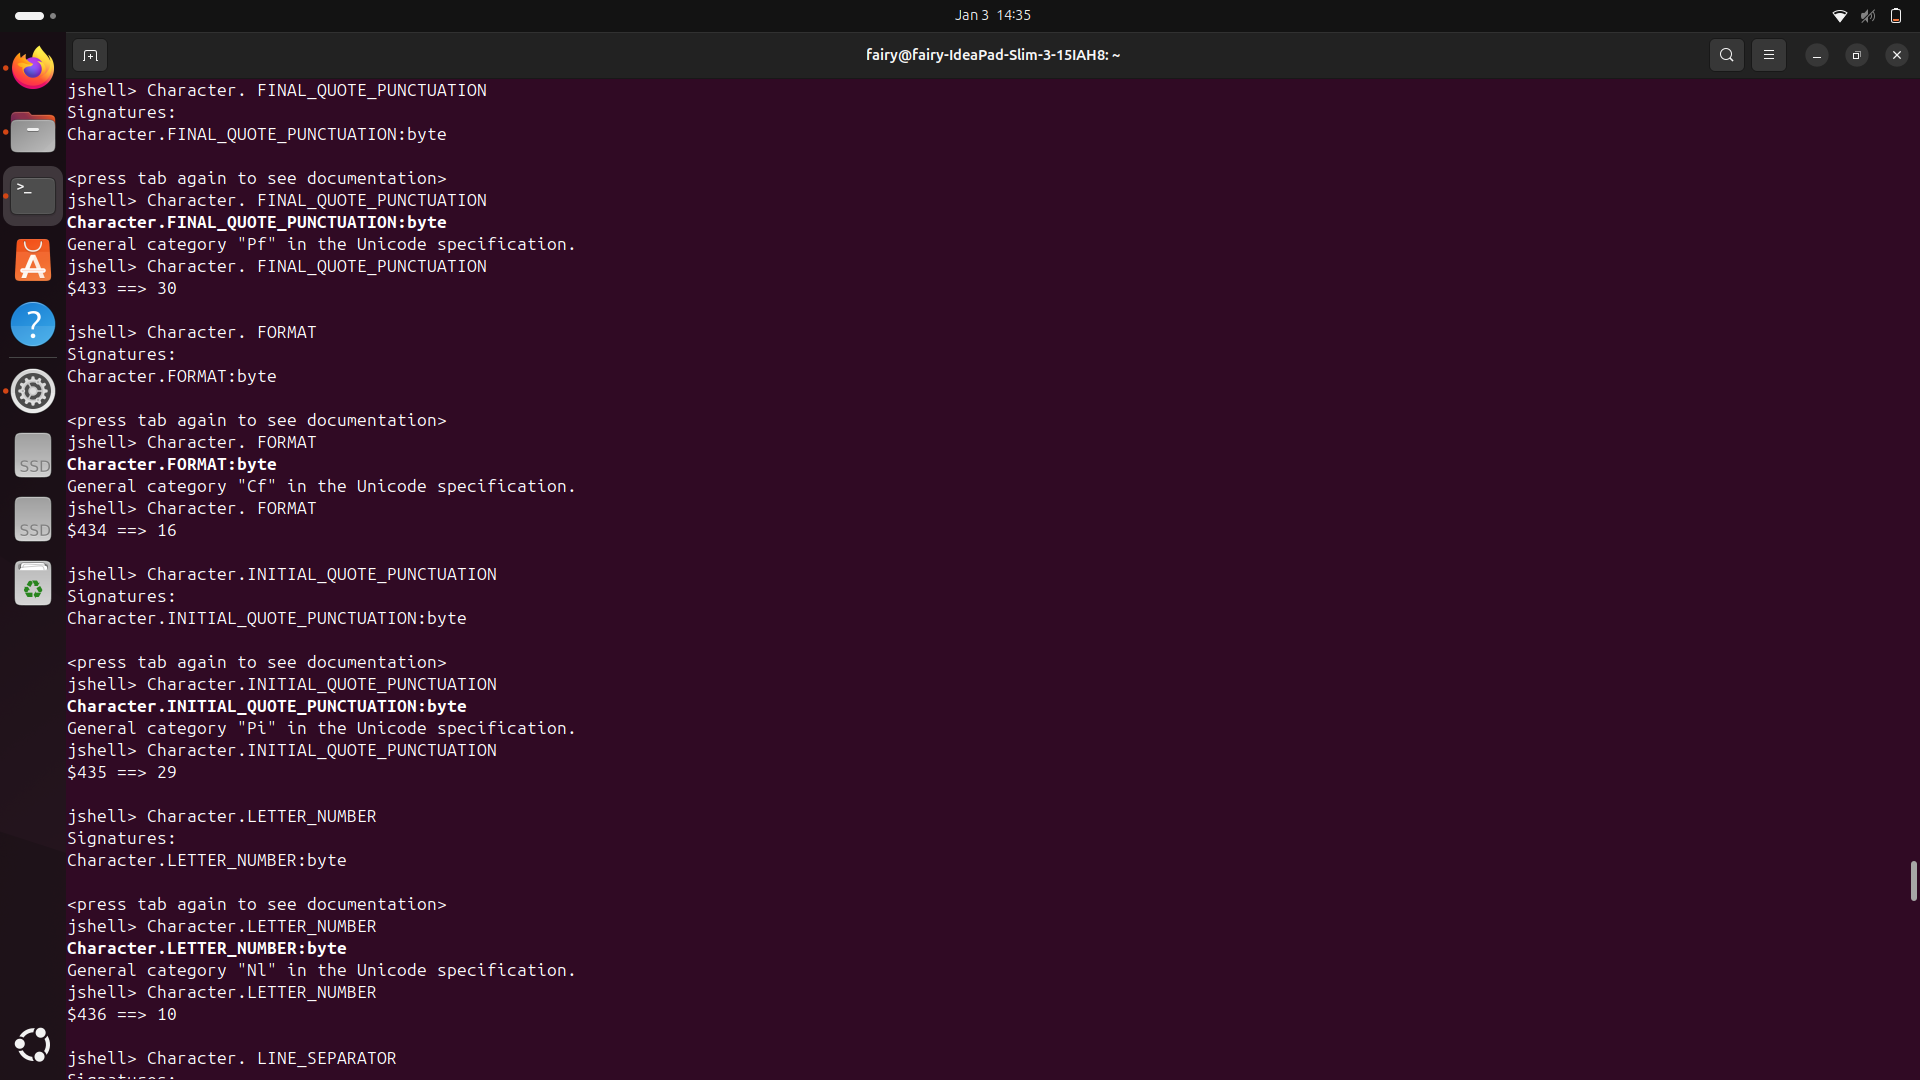 Jan 3 14:35
fairy@fairy-IdeaPad-Slim-3-15IAH8: ~
jshell> Character. FINAL_QUOTE_PUNCTUATION
Signatures:
Character.FINAL_QUOTE_PUNCTUATION:byte
<press tab again to see documentation>
jshell> Character. FINAL_QUOTE_PUNCTUATION
Character.FINAL_QUOTE_PUNCTUATION:byte
General category "Pf" in the Unicode specification.
jshell> Character. FINAL_QUOTE_PUNCTUATION
$433 ==> 30
jshell> Character. FORMAT
Signatures:
Character.FORMAT:byte
<press tab again to see documentation>
jshell> Character. FORMAT
Character.FORMAT:byte
General category "Cf" in the Unicode specification.
jshell> Character. FORMAT
$434 ==> 16
jshell> Character.INITIAL_QUOTE_PUNCTUATION
Signatures:
Character.INITIAL_QUOTE_PUNCTUATION:byte
<press tab again to see documentation>
jshell> Character.INITIAL_QUOTE_PUNCTUATION
Character.INITIAL_QUOTE_PUNCTUATION:byte
General category "Pi" in the Unicode specification.
jshell> Character.INITIAL_QUOTE_PUNCTUATION
$435 ==> 29
jshell> Character.LETTER_NUMBER
Signatures:
Character.LETTER_NUMBER:byte
<press tab again to see documentation>
jshell> Character.LETTER_NUMBER
Character.LETTER_NUMBER:byte
General category "Nl" in the Unicode specification.
jshell> Character.LETTER_NUMBER
$436 ==> 10
jshell> Character. LINE_SEPARATOR
Signatures:
>_
A
?
SSD
SSD